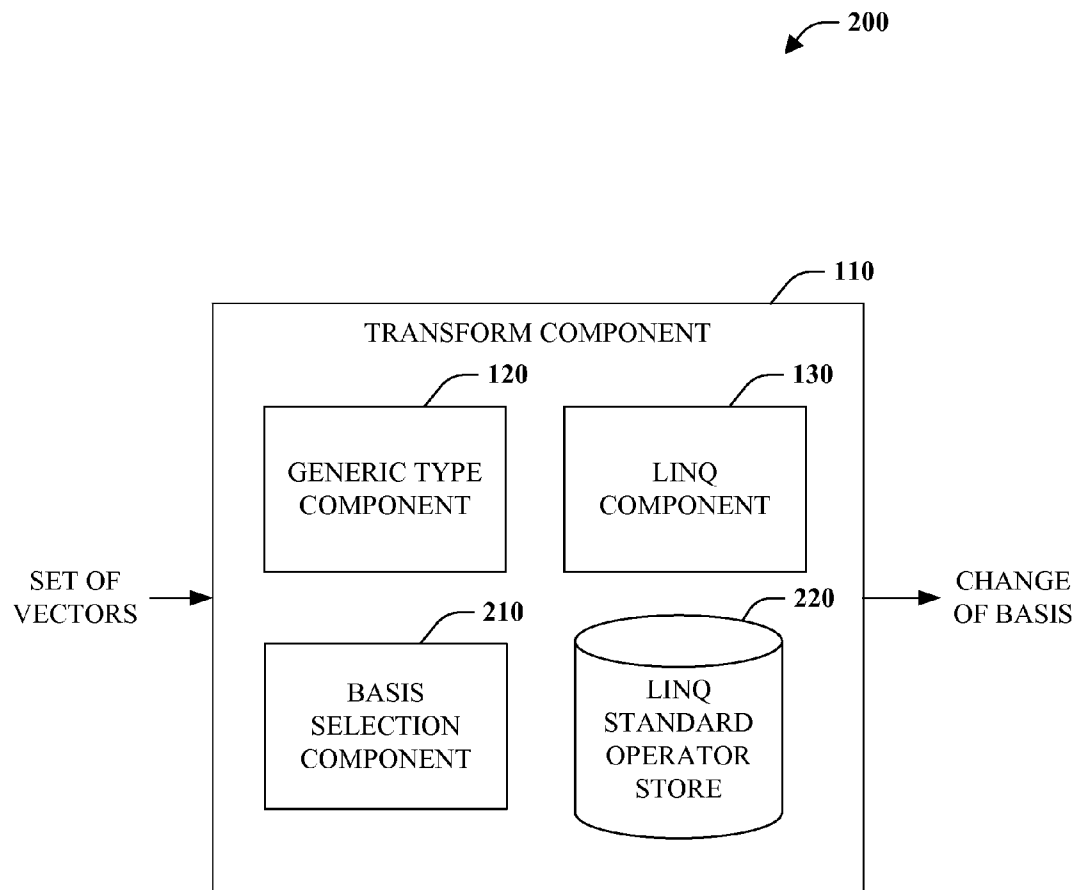 200
110
TRANSFORM COMPONENT
120
130
GENERIC TYPE
COMPONENT
LINQ
COMPONENT
SET OF
VECTORS
CHANGE
OF BASIS
210
220
BASIS
SELECTION
COMPONENT
LINQ
STANDARD
OPERATOR
STORE